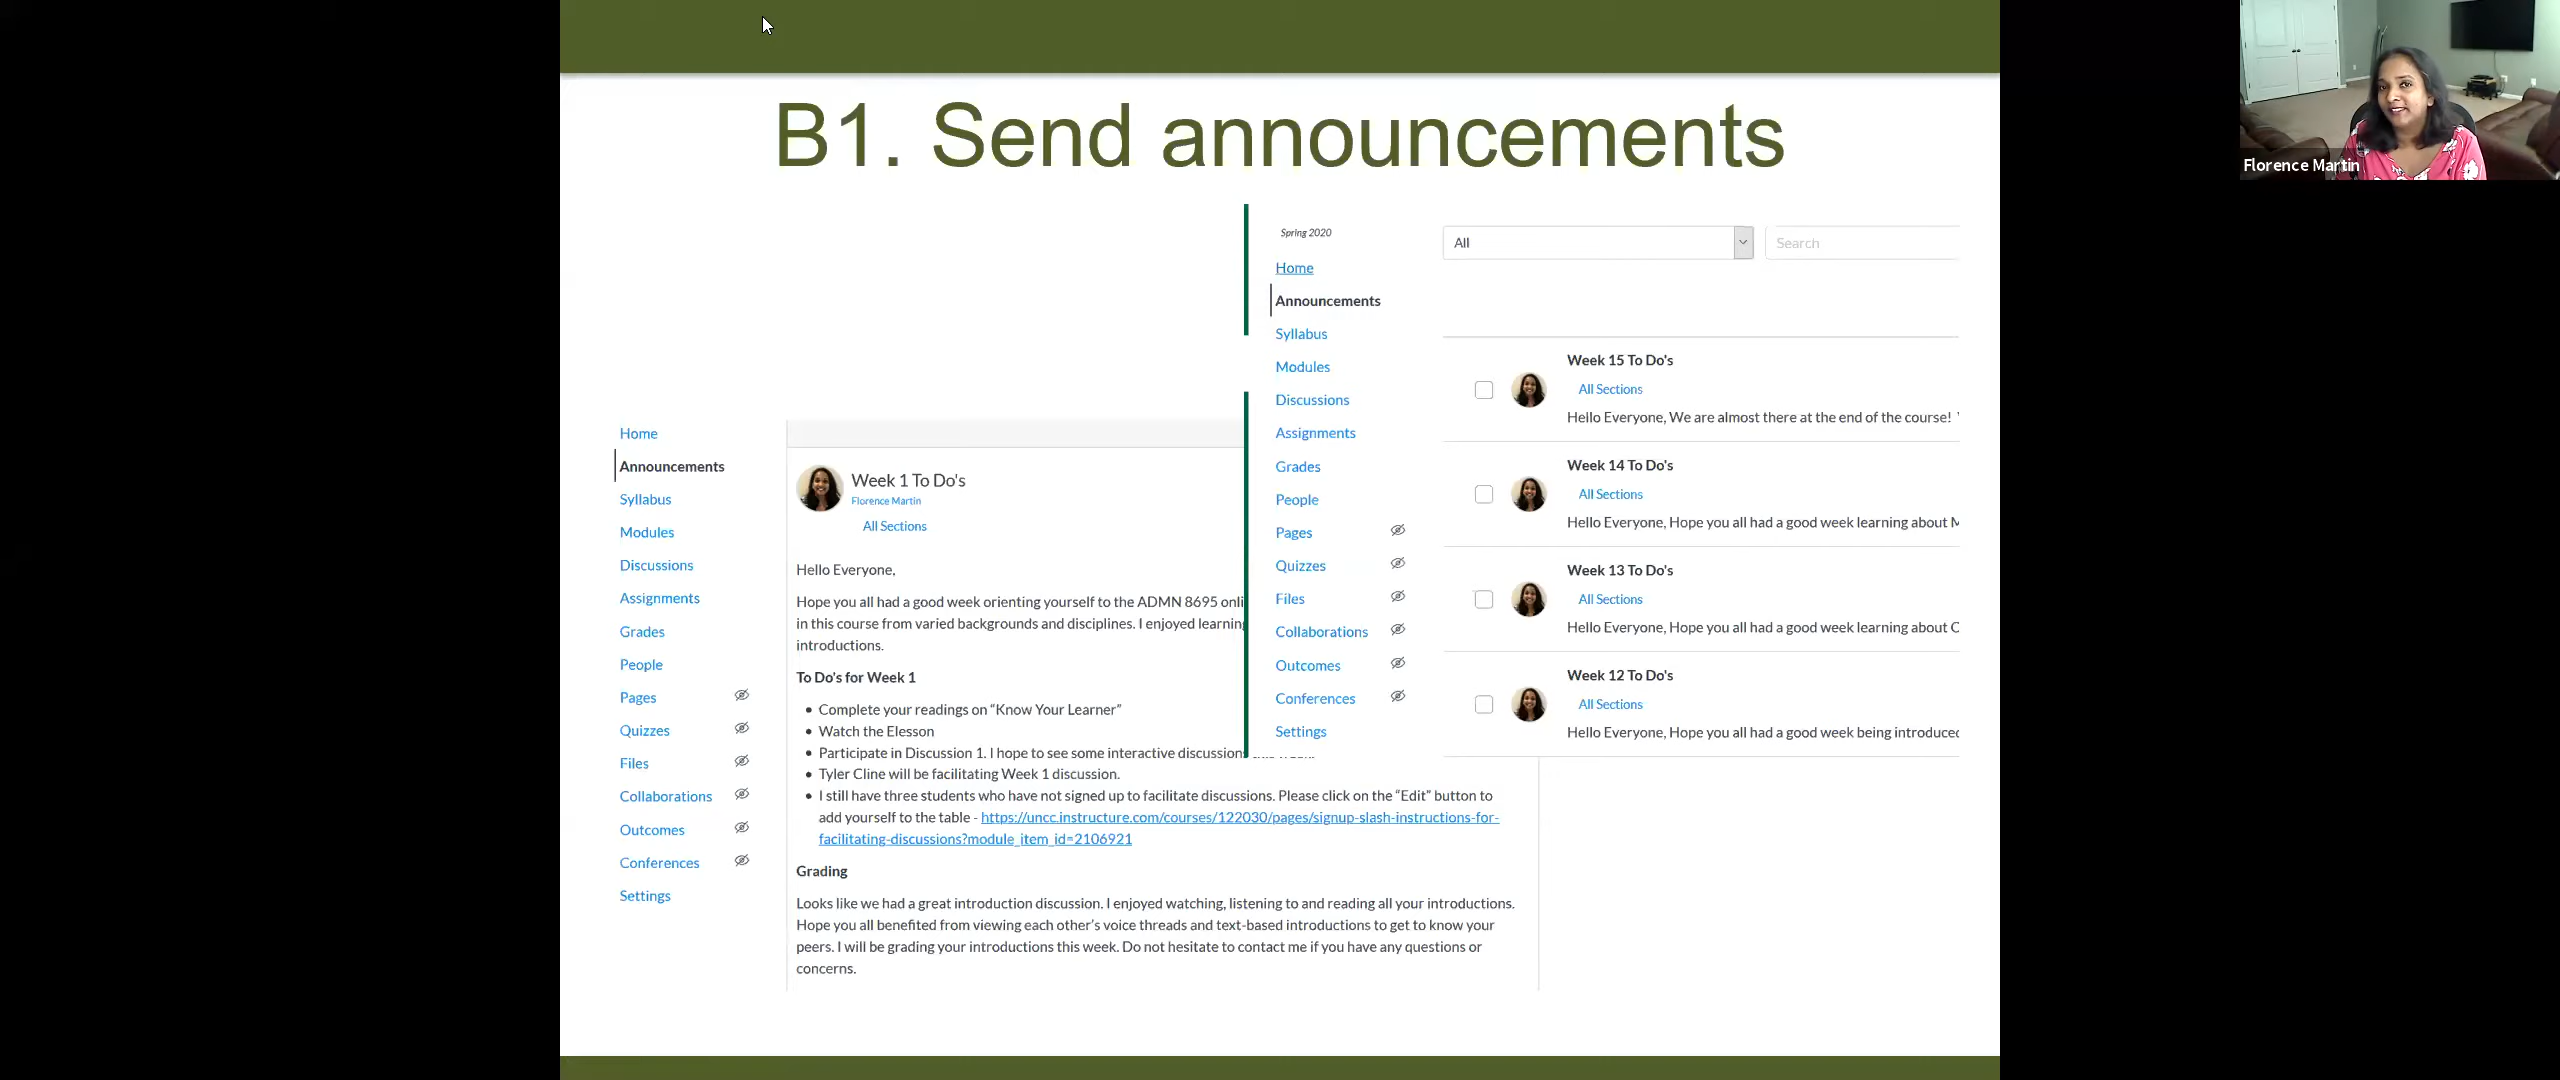 B1. Send announcements
Florence Martin
Spring 2020
All
Search
Home
Announcements
Syllabus
Modules
Discussions
Assignments
Grades
People
Pages
Quizzes
Files
Collaborations
Outcomes
Conferences
Settings
Week 15 To Do's
All Sections
Hello Everyone, We are almost there at the end of the course!
Week 14 To Do's
All Sections
Hello Everyone, Hope you all had a good week learning about
Week 13 To Do's
All Sections
Hello Everyone, Hope you all had a good week learning about
Week 12 To Do's
All Sections
Hello Everyone, Hope you all had a good week being introduced
Home
Announcements
Syllabus
Modules
Discussions
Assignments
Grades
People
Pages
Quizzes
Files
Collaborations
Outcomes
Conferences
Settings
Week 1 To Do's
Florence Martin
All Sections
Hello Everyone,
Hope you all had a good week orienting yourself to the ADMN 8695 onli
in this course from varied backgrounds and disciplines. I enjoyed learning
introductions.
To Do's for Week 1
• Complete your readings on “Know Your Learner”
• Watch the Elesson
• Participate in Discussion 1. I hope to see some interactive discussions
• Tyler Cline will be facilitating Week 1 discussion.
• I still have three students who have not signed up to facilitate discussions. Please click on the “Edit” button to
add yourself to the table - https://uncc.instructure.com/courses/122030/pages/signup-slash-instructions-for-
facilitating-discussions?module_item_id=2106921
Grading
Looks like we had a great introduction discussion. I enjoyed watching, listening to and reading all your introductions.
Hope you all benefited from viewing each other’s voice threads and text-based introductions to get to know your
peers. I will be grading your introductions this week. Do not hesitate to contact me if you have any questions or
concerns.